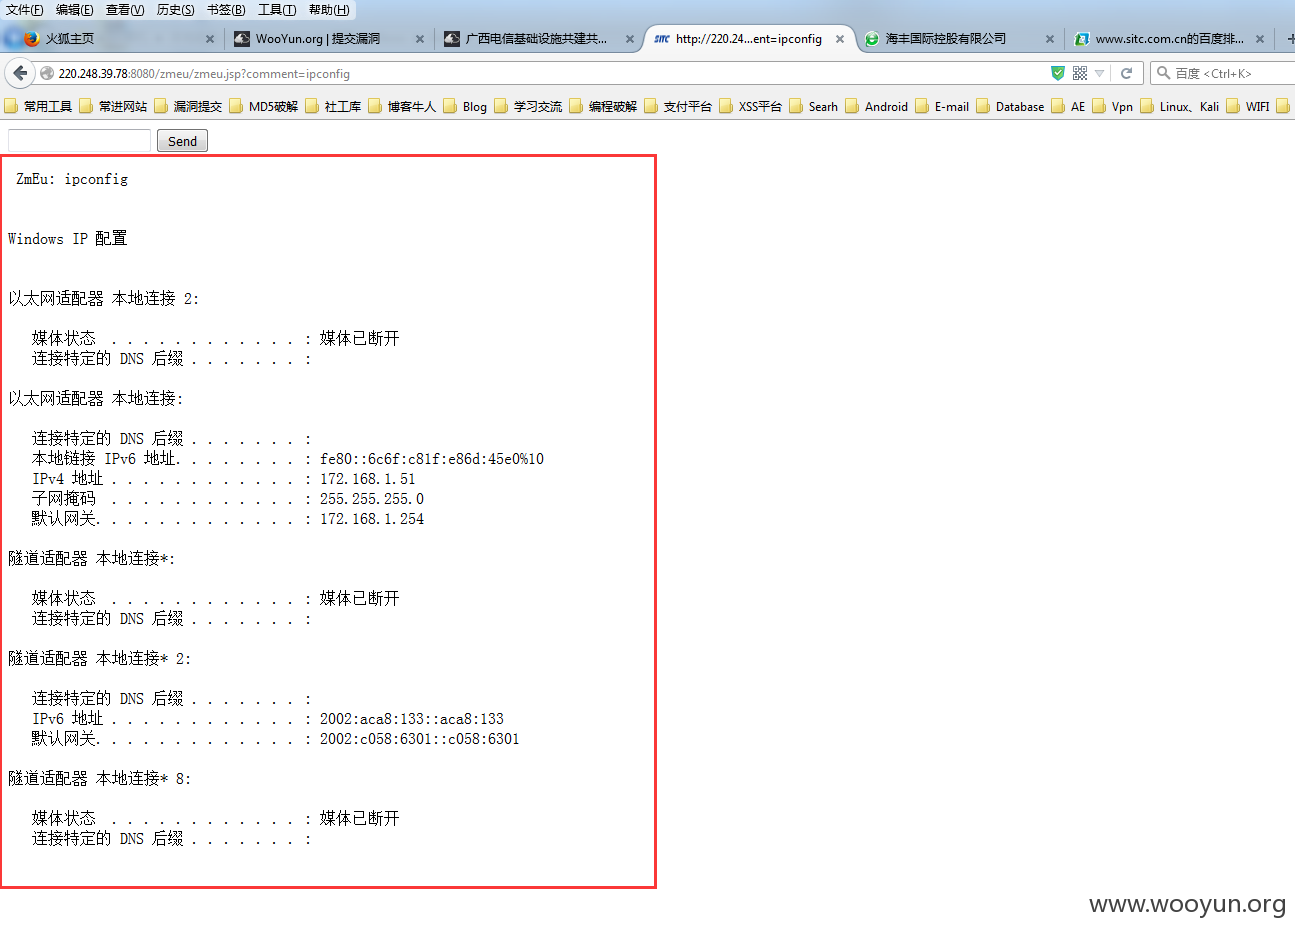 文件(F) 编辑(E) 查看(V) 历史(S) 书签(B) 工具(T) 帮助(H)
火狐主页 × WooYun.org | 提交漏洞 × 广西电信基础设施共建共... × SITC http://220.24...ent=ipconfig × 海丰国际控股有限公司 × www.sitc.com.cn的百度排... ×
220.248.39.78:8080/zmeu/zmeu.jsp?comment=ipconfig 百度 <Ctrl+K>
常用工具 常进网站 漏洞提交 MD5破解 社工库 博客牛人 Blog 学习交流 编程破解 支付平台 XSS平台 Searh Android E-mail Database AE Vpn Linux、Kali WIFI
Send
ZmEu: ipconfig
Windows IP 配置
以太网适配器 本地连接 2:
媒体状态 . . . . . . . . . . . . : 媒体已断开
连接特定的 DNS 后缀 . . . . . . . :
以太网适配器 本地连接:
连接特定的 DNS 后缀 . . . . . . . :
本地链接 IPv6 地址. . . . . . . . : fe80::6c6f:c81f:e86d:45e0%10
IPv4 地址 . . . . . . . . . . . . : 172.168.1.51
子网掩码 . . . . . . . . . . . . : 255.255.255.0
默认网关. . . . . . . . . . . . . : 172.168.1.254
隧道适配器 本地连接*:
媒体状态 . . . . . . . . . . . . : 媒体已断开
连接特定的 DNS 后缀 . . . . . . . :
隧道适配器 本地连接* 2:
连接特定的 DNS 后缀 . . . . . . . :
IPv6 地址 . . . . . . . . . . . . : 2002:aca8:133::aca8:133
默认网关. . . . . . . . . . . . . : 2002:c058:6301::c058:6301
隧道适配器 本地连接* 8:
媒体状态 . . . . . . . . . . . . : 媒体已断开
连接特定的 DNS 后缀 . . . . . . . :
www.wooyun.org